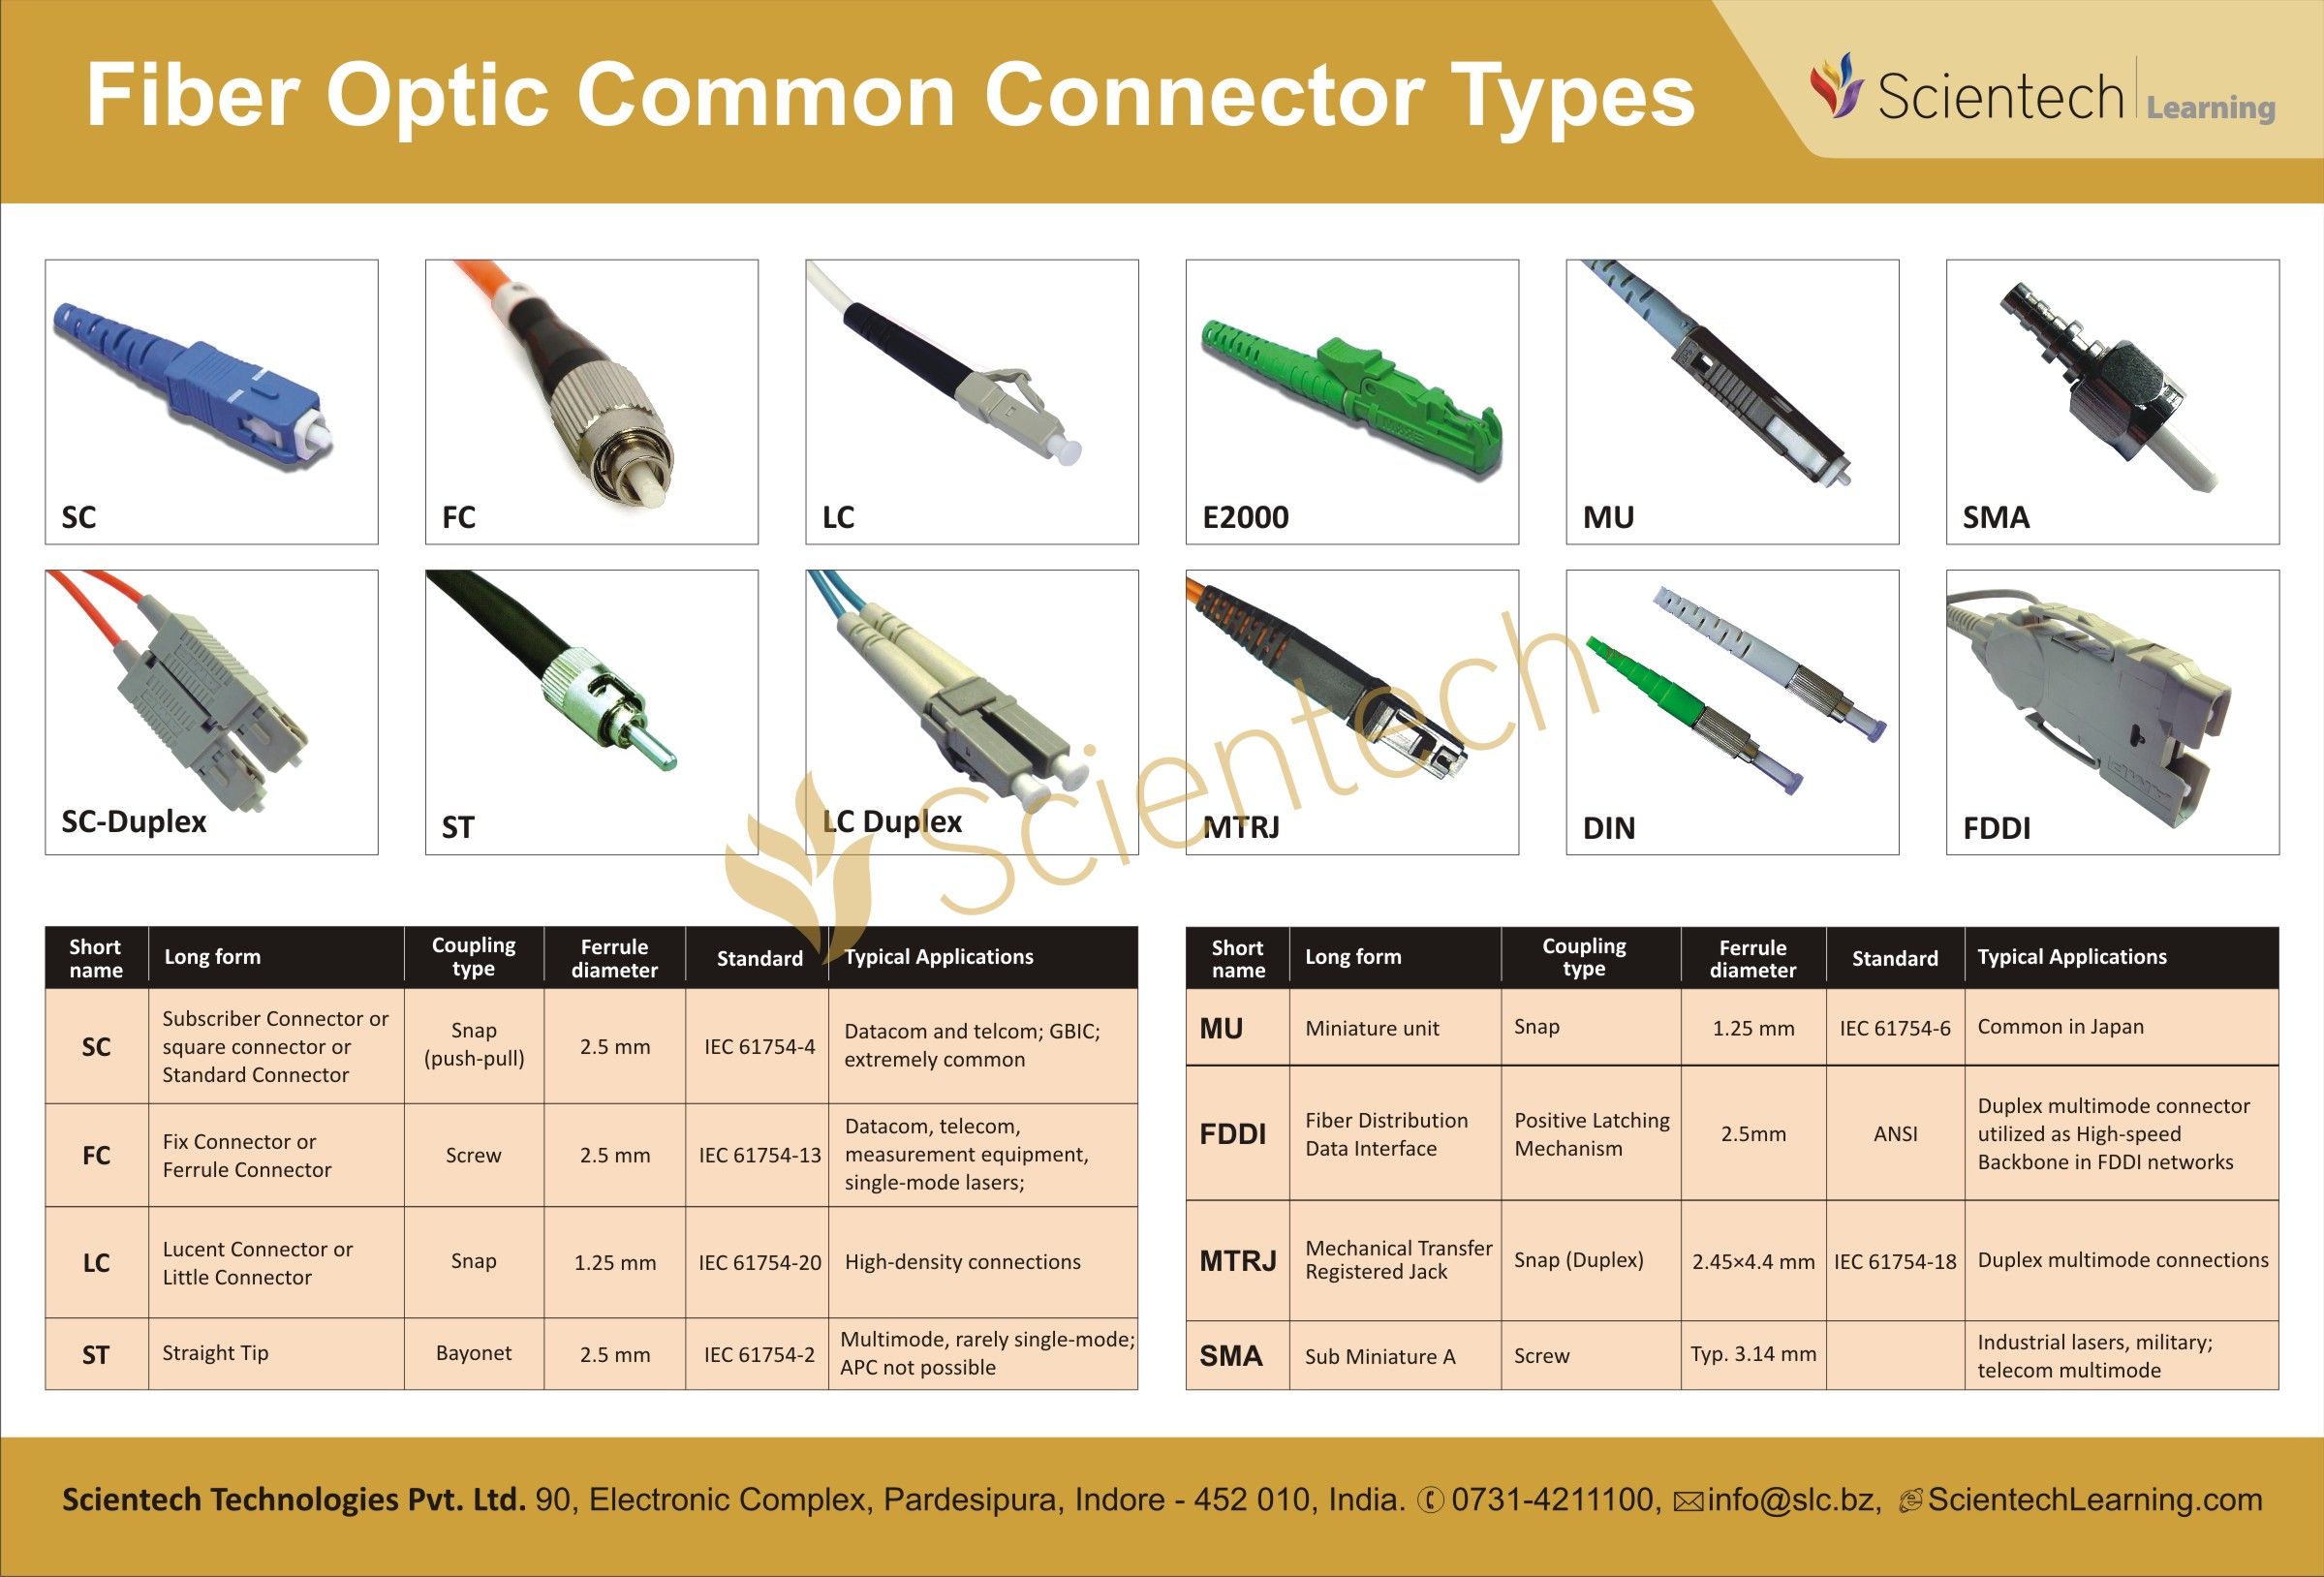 Fiber Optic Common Connector Types
Scientech Learning
SC
FC
LC
E2000
MU
SMA
SC-Duplex
ST
LC Duplex
MTRJ
DIN
FDDI
AMP
Scientech
Short name
Long form
Coupling type
Ferrule diameter
Standard
Typical Applications
SC
Subscriber Connector or
square connector or
Standard Connector
Snap
(push-pull)
2.5 mm
IEC 61754-4
Datacom and telcom; GBIC;
extremely common
FC
Fix Connector or
Ferrule Connector
Screw
2.5 mm
IEC 61754-13
Datacom, telecom,
measurement equipment,
single-mode lasers;
LC
Lucent Connector or
Little Connector
Snap
1.25 mm
IEC 61754-20
High-density connections
ST
Straight Tip
Bayonet
2.5 mm
IEC 61754-2
Multimode, rarely single-mode;
APC not possible
Short name
Long form
Coupling type
Ferrule diameter
Standard
Typical Applications
MU
Miniature unit
Snap
1.25 mm
IEC 61754-6
Common in Japan
FDDI
Fiber Distribution
Data Interface
Positive Latching
Mechanism
2.5mm
ANSI
Duplex multimode connector
utilized as High-speed
Backbone in FDDI networks
MTRJ
Mechanical Transfer
Registered Jack
Snap (Duplex)
2.45×4.4 mm
IEC 61754-18
Duplex multimode connections
SMA
Sub Miniature A
Screw
Typ. 3.14 mm
Industrial lasers, military;
telecom multimode
Scientech Technologies Pvt. Ltd. 90, Electronic Complex, Pardesipura, Indore - 452 010, India. 0731-4211100, info@slc.bz, ScientechLearning.com